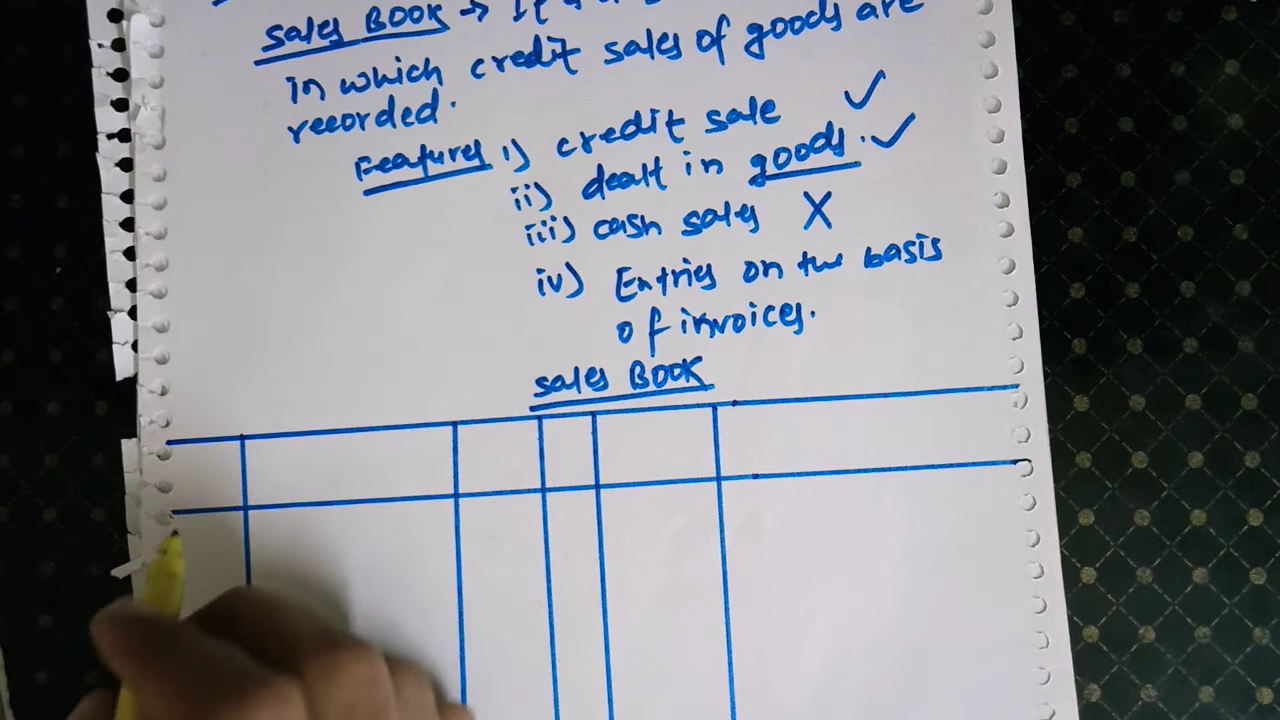 Sales BOOK → It
in which credit sales of goods are
recorded.
Features i) credit sale ✓
ii) dealt in goods. ✓
iii) cash sales X
iv) Entries on the basis
of invoices.
Sales BOOK